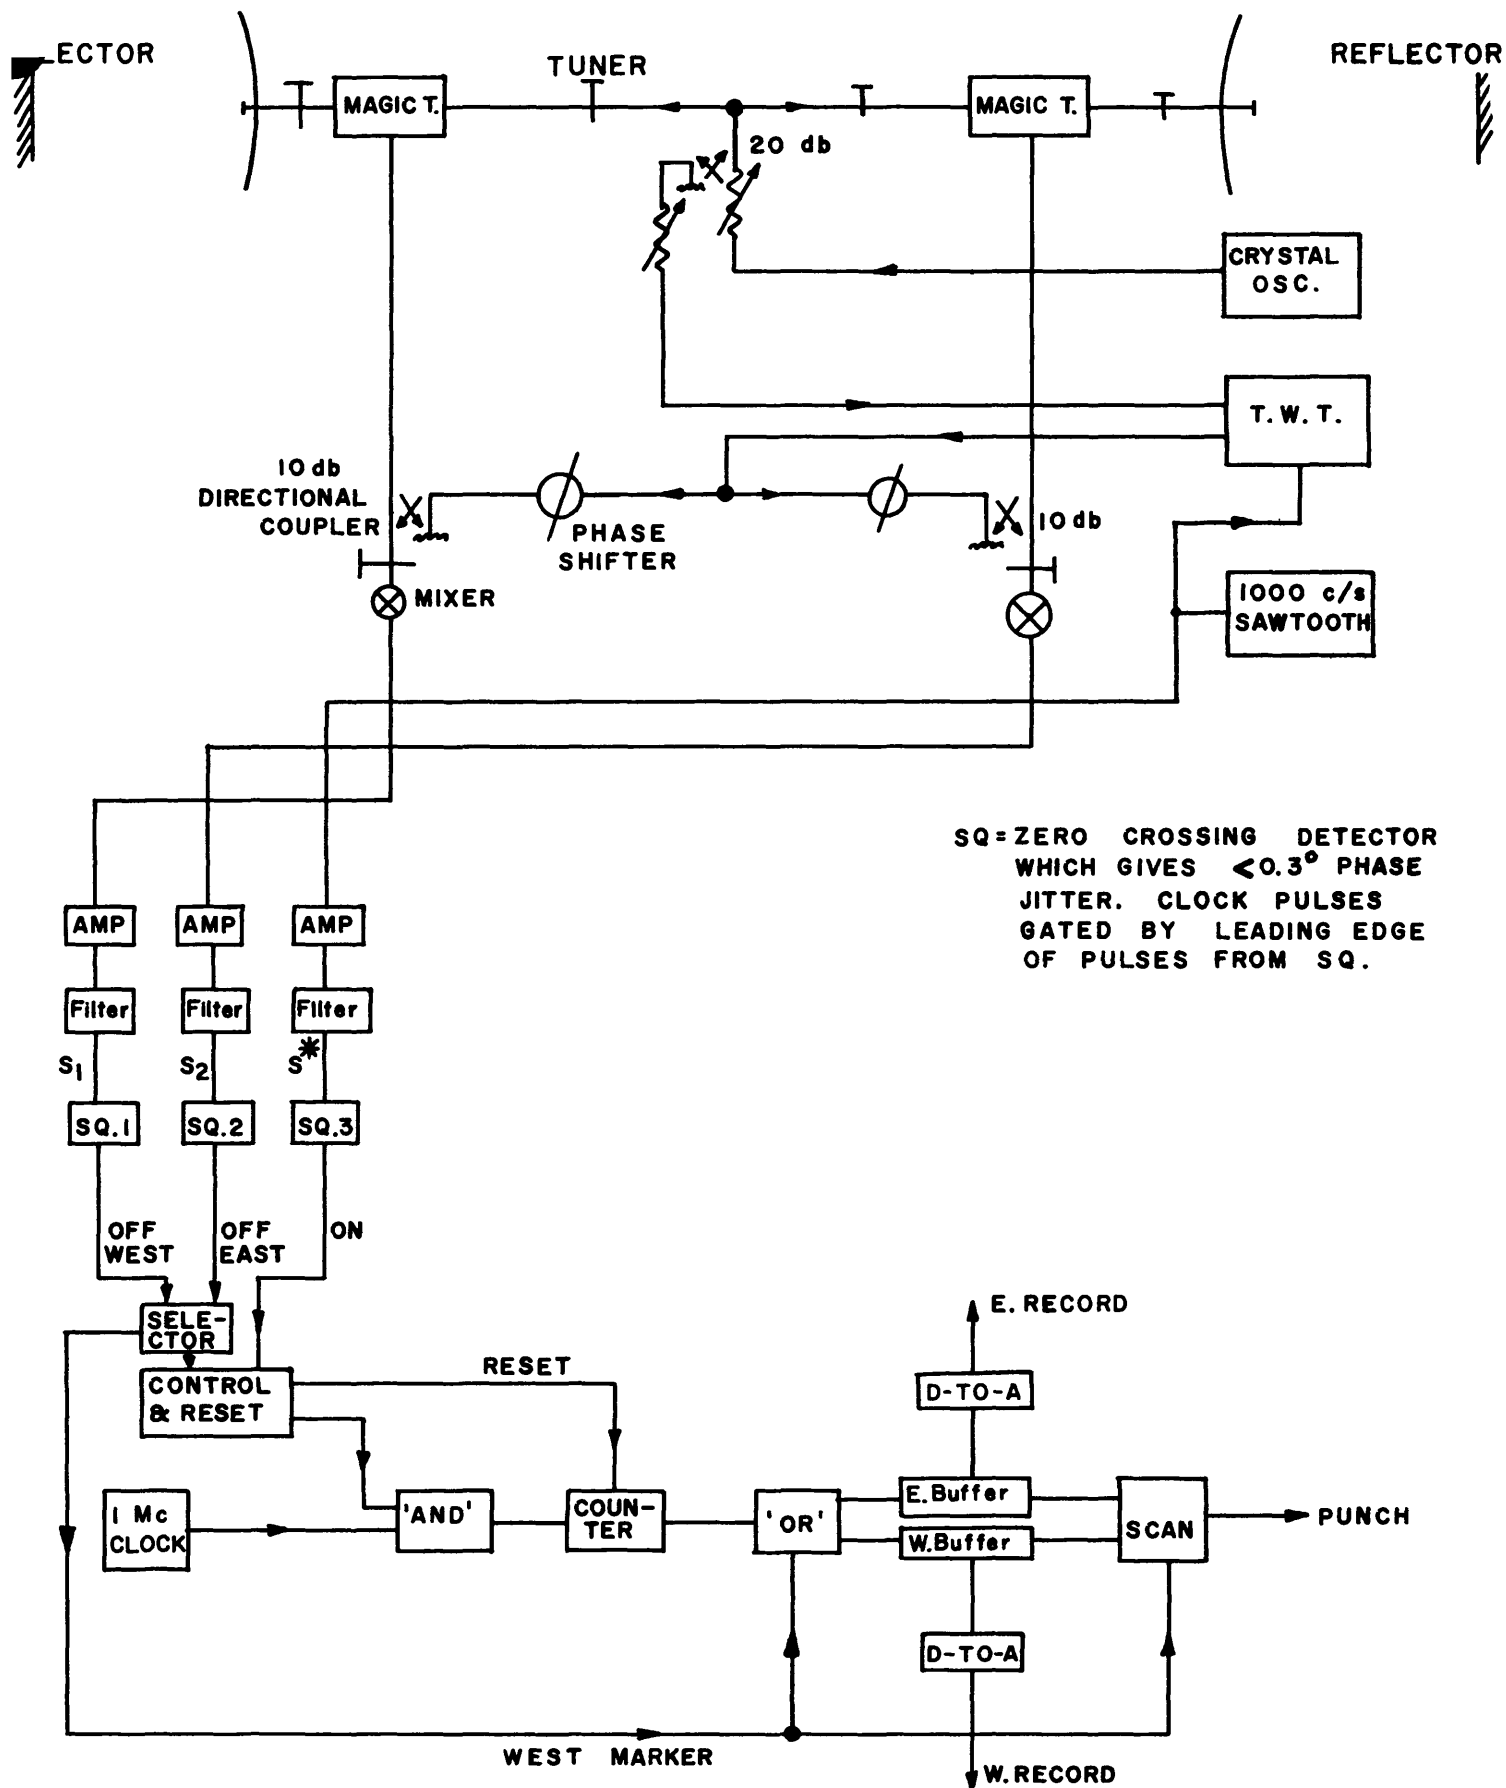 ECTOR
TUNER
REFLECTOR
MAGIC T.
MAGIC T.
20 db
CRYSTAL
OSC.
T. W. T.
10 db
DIRECTIONAL
COUPLER
PHASE
SHIFTER
10 db
MIXER
1000 c/s
SAWTOOTH
SQ = ZERO CROSSING DETECTOR
WHICH GIVES <0.3° PHASE
JITTER. CLOCK PULSES
GATED BY LEADING EDGE
OF PULSES FROM SQ.
AMP
AMP
AMP
Filter
Filter
Filter
S1
S2
S*
SQ.1
SQ.2
SQ.3
OFF
WEST
OFF
EAST
ON
SELE-
CTOR
CONTROL
& RESET
RESET
E. RECORD
D-TO-A
1 Mc
CLOCK
'AND'
COUN-
TER
'OR'
E. Buffer
W. Buffer
SCAN
PUNCH
D-TO-A
WEST MARKER
W. RECORD